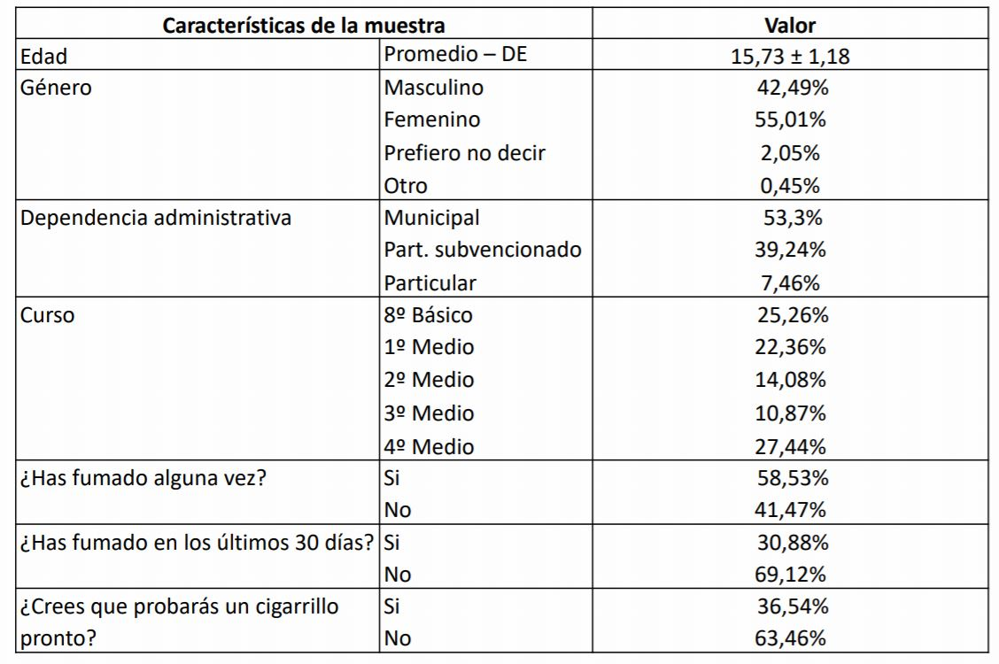 Características de la muestra Valor
Edad Promedio – DE 15,73 ± 1,18
Género Masculino 42,49%
Femenino 55,01%
Prefiero no decir 2,05%
Otro 0,45%
Dependencia administrativa Municipal 53,3%
Part. subvencionado 39,24%
Particular 7,46%
Curso 8º Básico 25,26%
1º Medio 22,36%
2º Medio 14,08%
3º Medio 10,87%
4º Medio 27,44%
¿Has fumado alguna vez? Si 58,53%
No 41,47%
¿Has fumado en los últimos 30 días? Si 30,88%
No 69,12%
¿Crees que probarás un cigarrillo Si 36,54%
pronto? No 63,46%